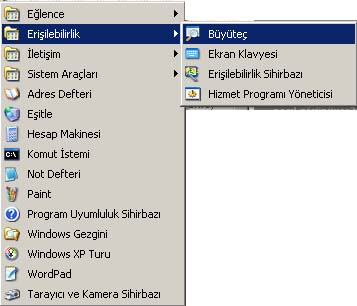 Eğlence
Erişilebilirlik
İletişim
Sistem Araçları
Adres Defteri
Eşitle
Hesap Makinesi
Komut İstemi
Not Defteri
Paint
Program Uyumluluk Sihirbazı
Windows Gezgini
Windows XP Turu
WordPad
Tarayıcı ve Kamera Sihirbazı
Büyüteç
Ekran Klavyesi
Erişilebilirlik Sihirbazı
Hizmet Programı Yöneticisi